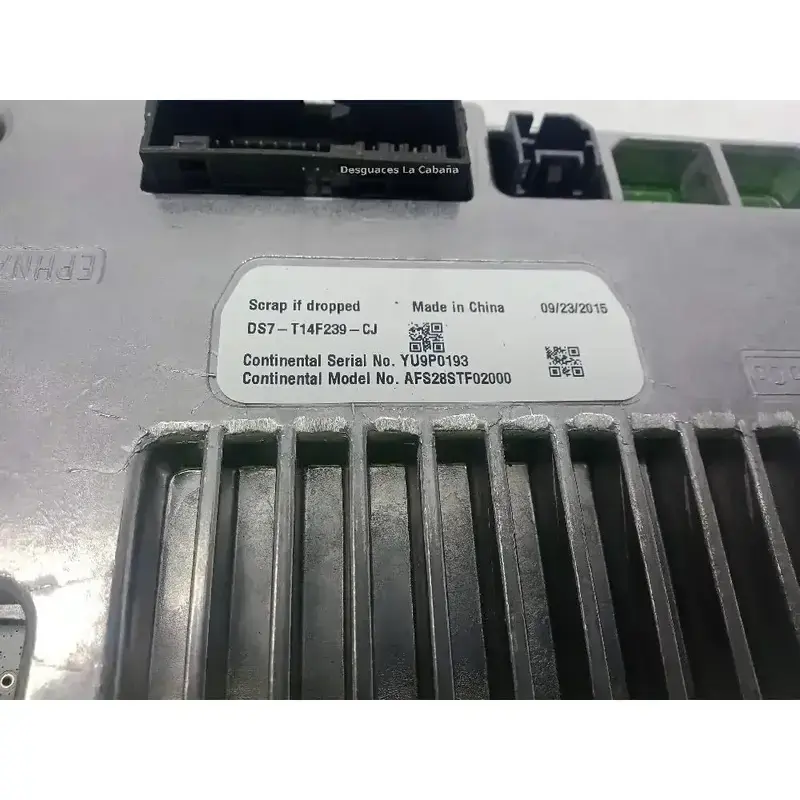 Desguaces La Cabaña
Scrap if dropped Made in China 09/23/2015
DS7-T14F239-CJ
Continental Serial No. YU9P0193
Continental Model No. AFS28STF02000